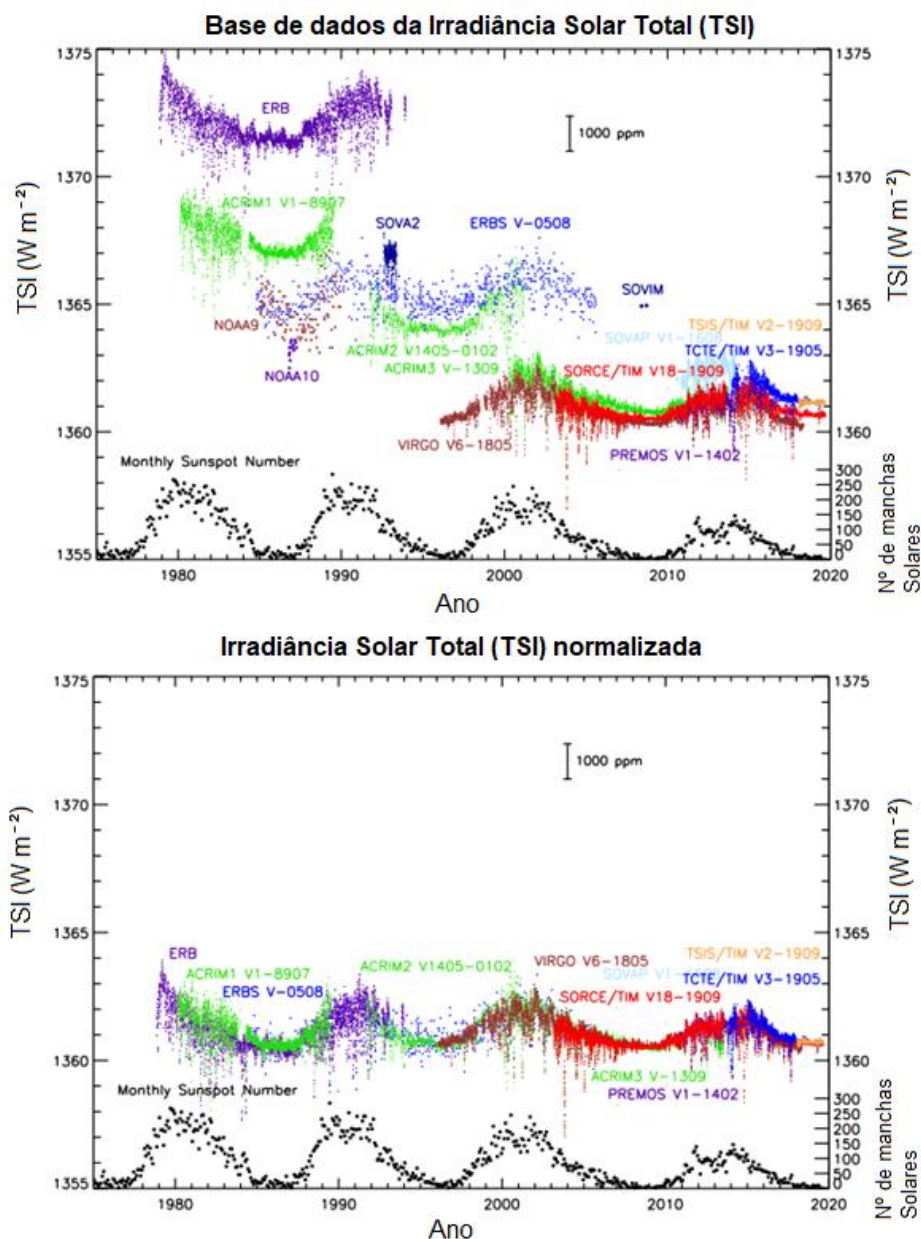 Base de dados da Irradiância Solar Total (TSI)
1375
1375
ERB
1000 ppm
1370
1370
ACRIM1 V1-8907
SOVA2
ERBS V-0508
TSI (W m⁻²)
TSI (W m⁻²)
1365
1365
SOVIM
NOAA9
SOVAP V1-1608
TSIS/TIM V2-1909
ACRIM2 V1405-0102
TCTE/TIM V3-1905
NOAA10
ACRIM3 V-1309
SORCE/TIM V18-1909
1360
1360
VIRGO V6-1805
PREMOS V1-1402
Monthly Sunspot Number
300
250
200
150
100
50
0
Nº de manchas
Solares
1355
1980
1990
2000
2010
2020
Ano
Irradiância Solar Total (TSI) normalizada
1375
1375
1000 ppm
1370
1370
TSI (W m⁻²)
TSI (W m⁻²)
1365
1365
ERB
ACRIM1 V1-8907
ACRIM2 V1405-0102
VIRGO V6-1805
TSIS/TIM V2-1909
ERBS V-0508
SOVAP
TCTE/TIM V3-1905
SORCE/TIM V18-1909
1360
1360
ACRIM3 V-1309
PREMOS V1-1402
Monthly Sunspot Number
300
250
200
150
100
50
0
Nº de manchas
Solares
1355
1980
1990
2000
2010
2020
Ano